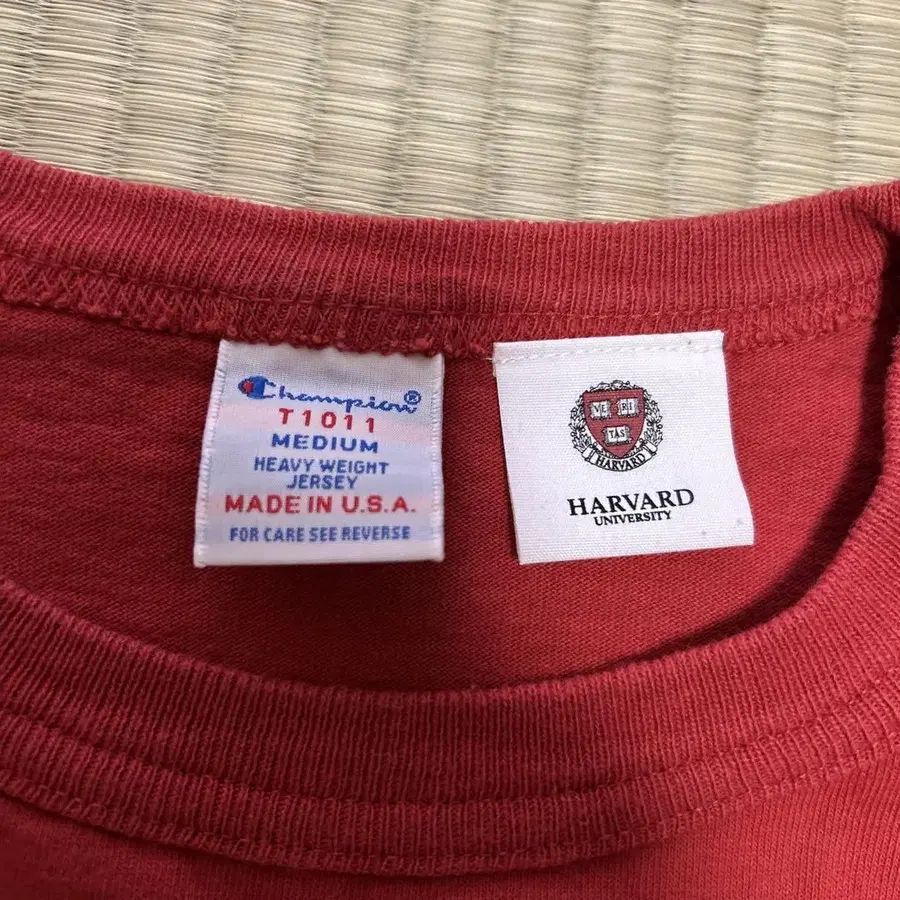 Champion®
T1011
MEDIUM
HEAVY WEIGHT
JERSEY
MADE IN U.S.A.
FOR CARE SEE REVERSE
VE RI
TAS
HARVARD
HARVARD
UNIVERSITY